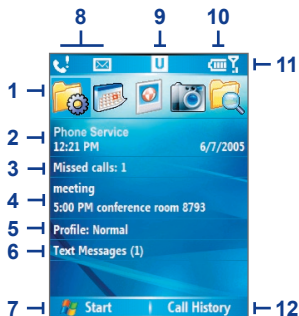 8 9 10
U
11
1
2 Phone Service
12:21 PM 6/7/2005
3 Missed calls: 1
meeting
4 5:00 PM conference room 8793
5 Profile: Normal
6 Text Messages (1)
7 Start Call History 12